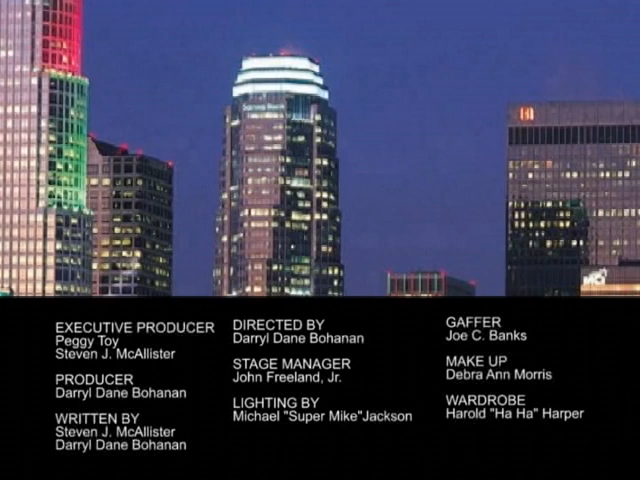 EXECUTIVE PRODUCER
Peggy Toy
Steven J. McAllister
PRODUCER
Darryl Dane Bohanan
WRITTEN BY
Steven J. McAllister
Darryl Dane Bohanan
DIRECTED BY
Darryl Dane Bohanan
STAGE MANAGER
John Freeland, Jr.
LIGHTING BY
Michael "Super Mike"Jackson
GAFFER
Joe C. Banks
MAKE UP
Debra Ann Morris
WARDROBE
Harold "Ha Ha" Harper